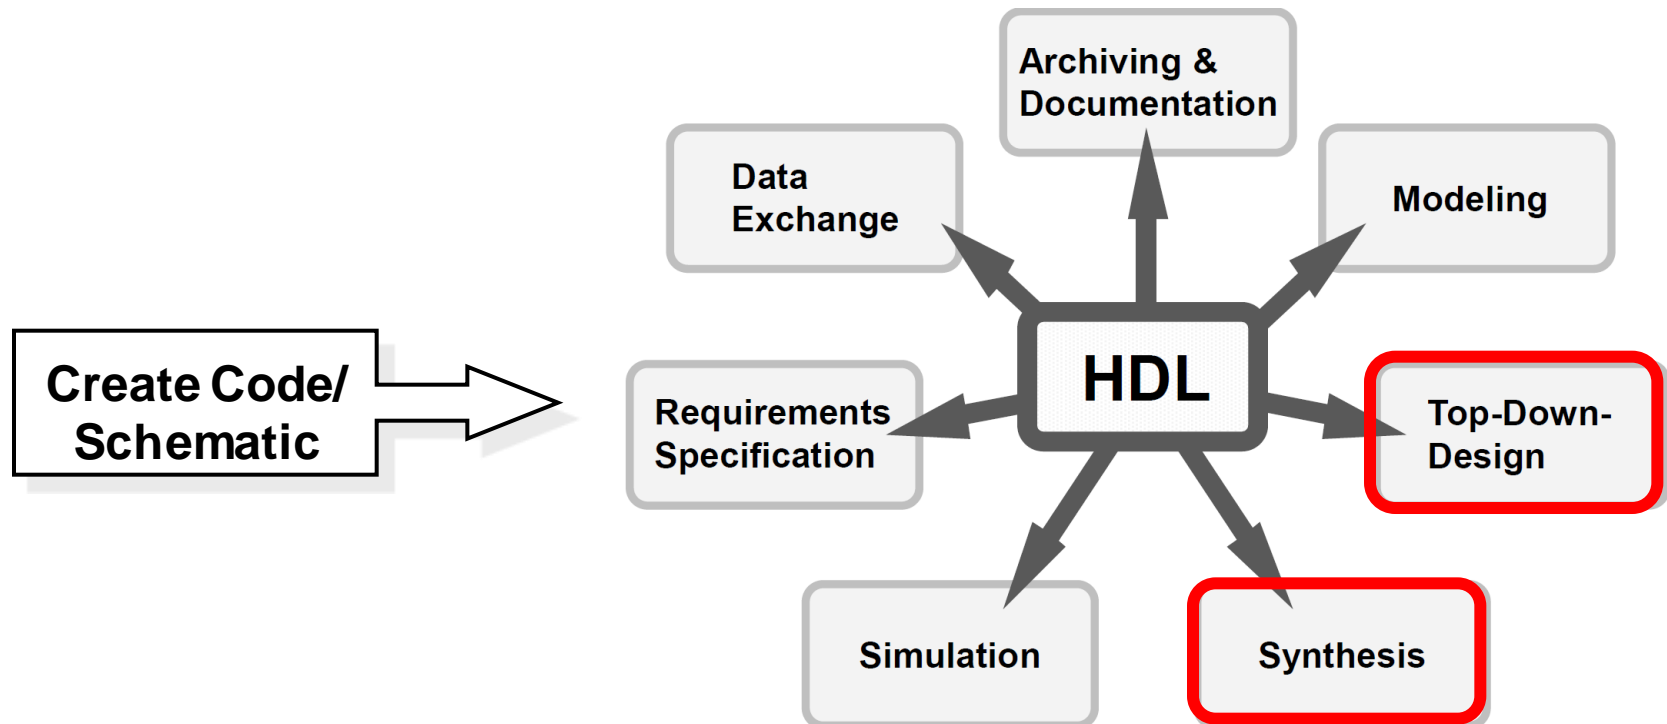 Archiving &
Documentation
Data
Exchange
Modeling
Create Code/
Schematic
HDL
Requirements
Specification
Top-Down-
Design
Simulation
Synthesis